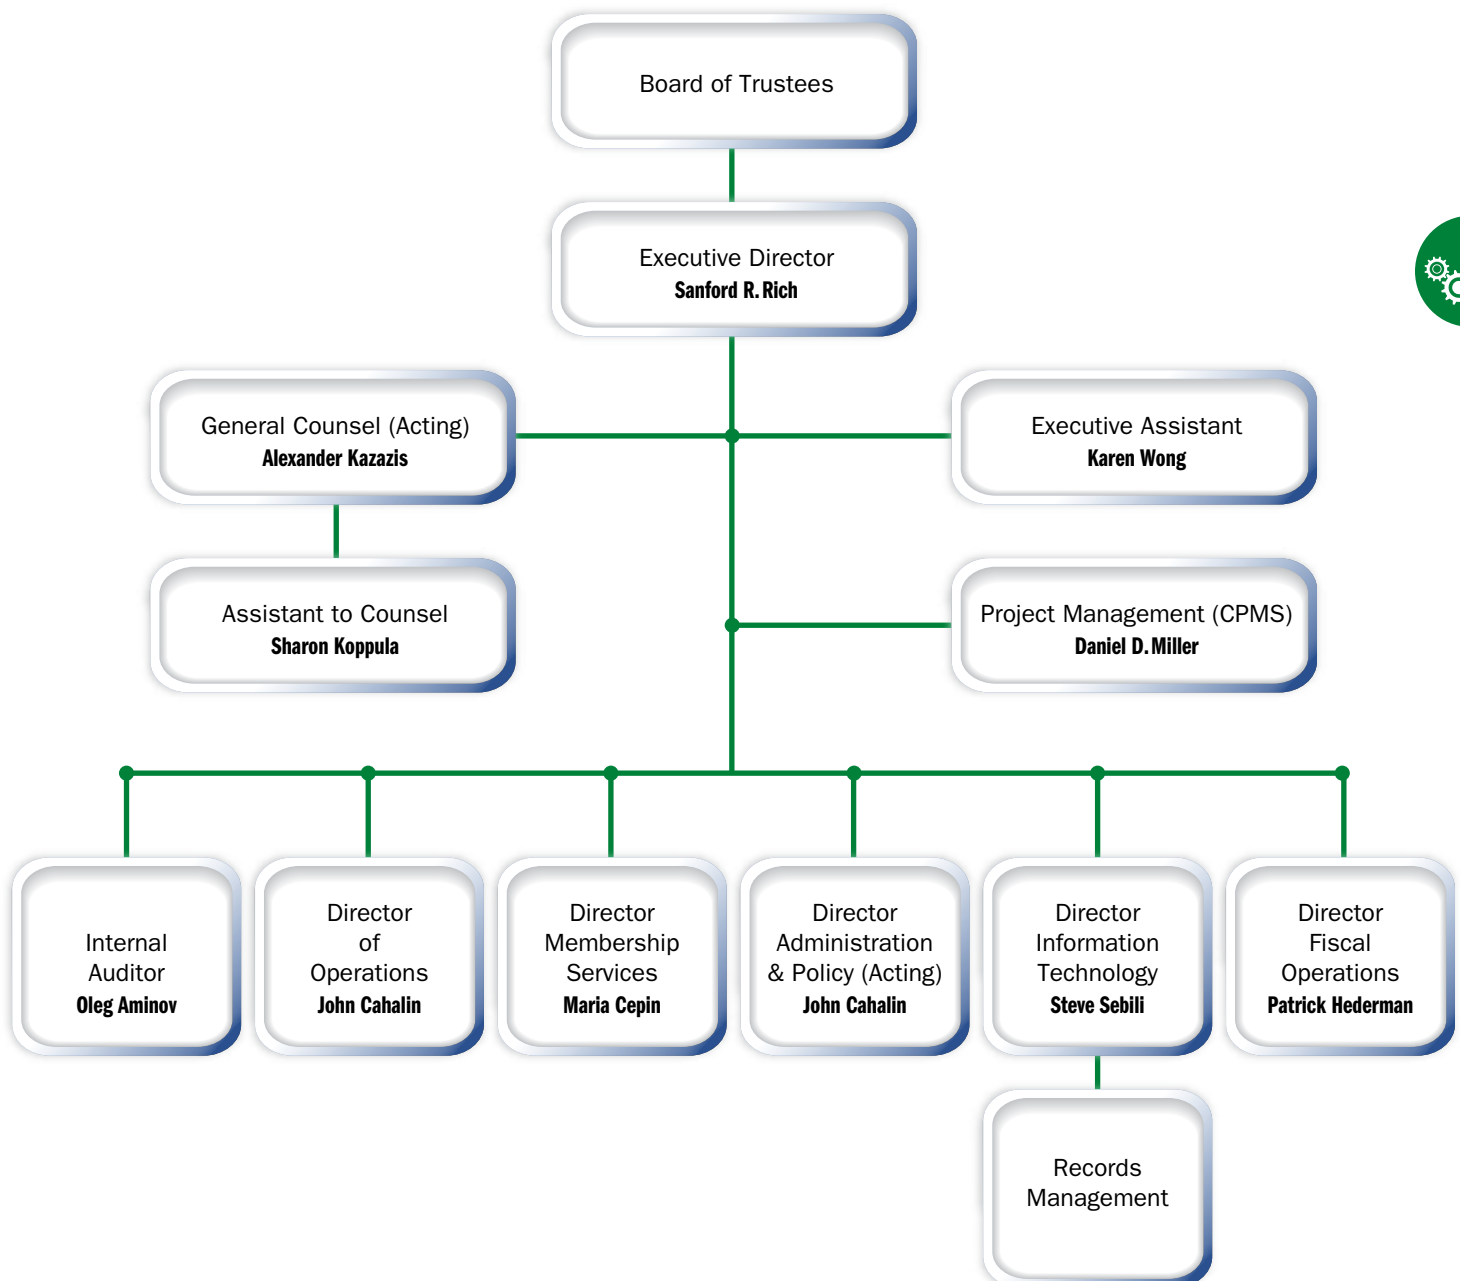 Board of Trustees
Executive Director
Sanford R. Rich
General Counsel (Acting)
Alexander Kazazis
Executive Assistant
Karen Wong
Assistant to Counsel
Sharon Koppula
Project Management (CPMS)
Daniel D. Miller
Internal
Auditor
Oleg Aminov
Director
of
Operations
John Cahalin
Director
Membership
Services
Maria Cepin
Director
Administration
& Policy (Acting)
John Cahalin
Director
Information
Technology
Steve Sebili
Director
Fiscal
Operations
Patrick Hederman
Records
Management